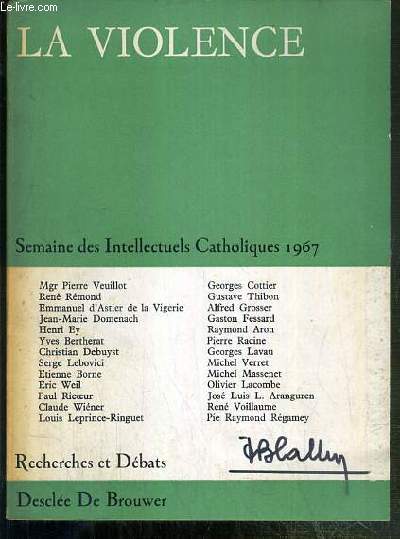 Le-livre.com
LA VIOLENCE
Semaine des Intellectuels Catholiques 1967
Mgr Pierre Veuillot
René Rémond
Emmanuel d'Astier de la Vigerie
Jean-Marie Domenach
Henri Ey
Yves Bertherat
Christian Debuyst
Serge Lebovici
Etienne Borne
Eric Weil
Paul Ricœur
Claude Wiéner
Louis Leprince-Ringuet
Georges Cottier
Gustave Thibon
Alfred Grosser
Gaston Fessard
Raymond Aron
Pierre Racine
Georges Lavau
Michel Verret
Michel Massenet
Olivier Lacombe
José Luis L. Aranguren
René Voillaume
Pie Raymond Régamey
Recherches et Débats
Desclée De Brouwer